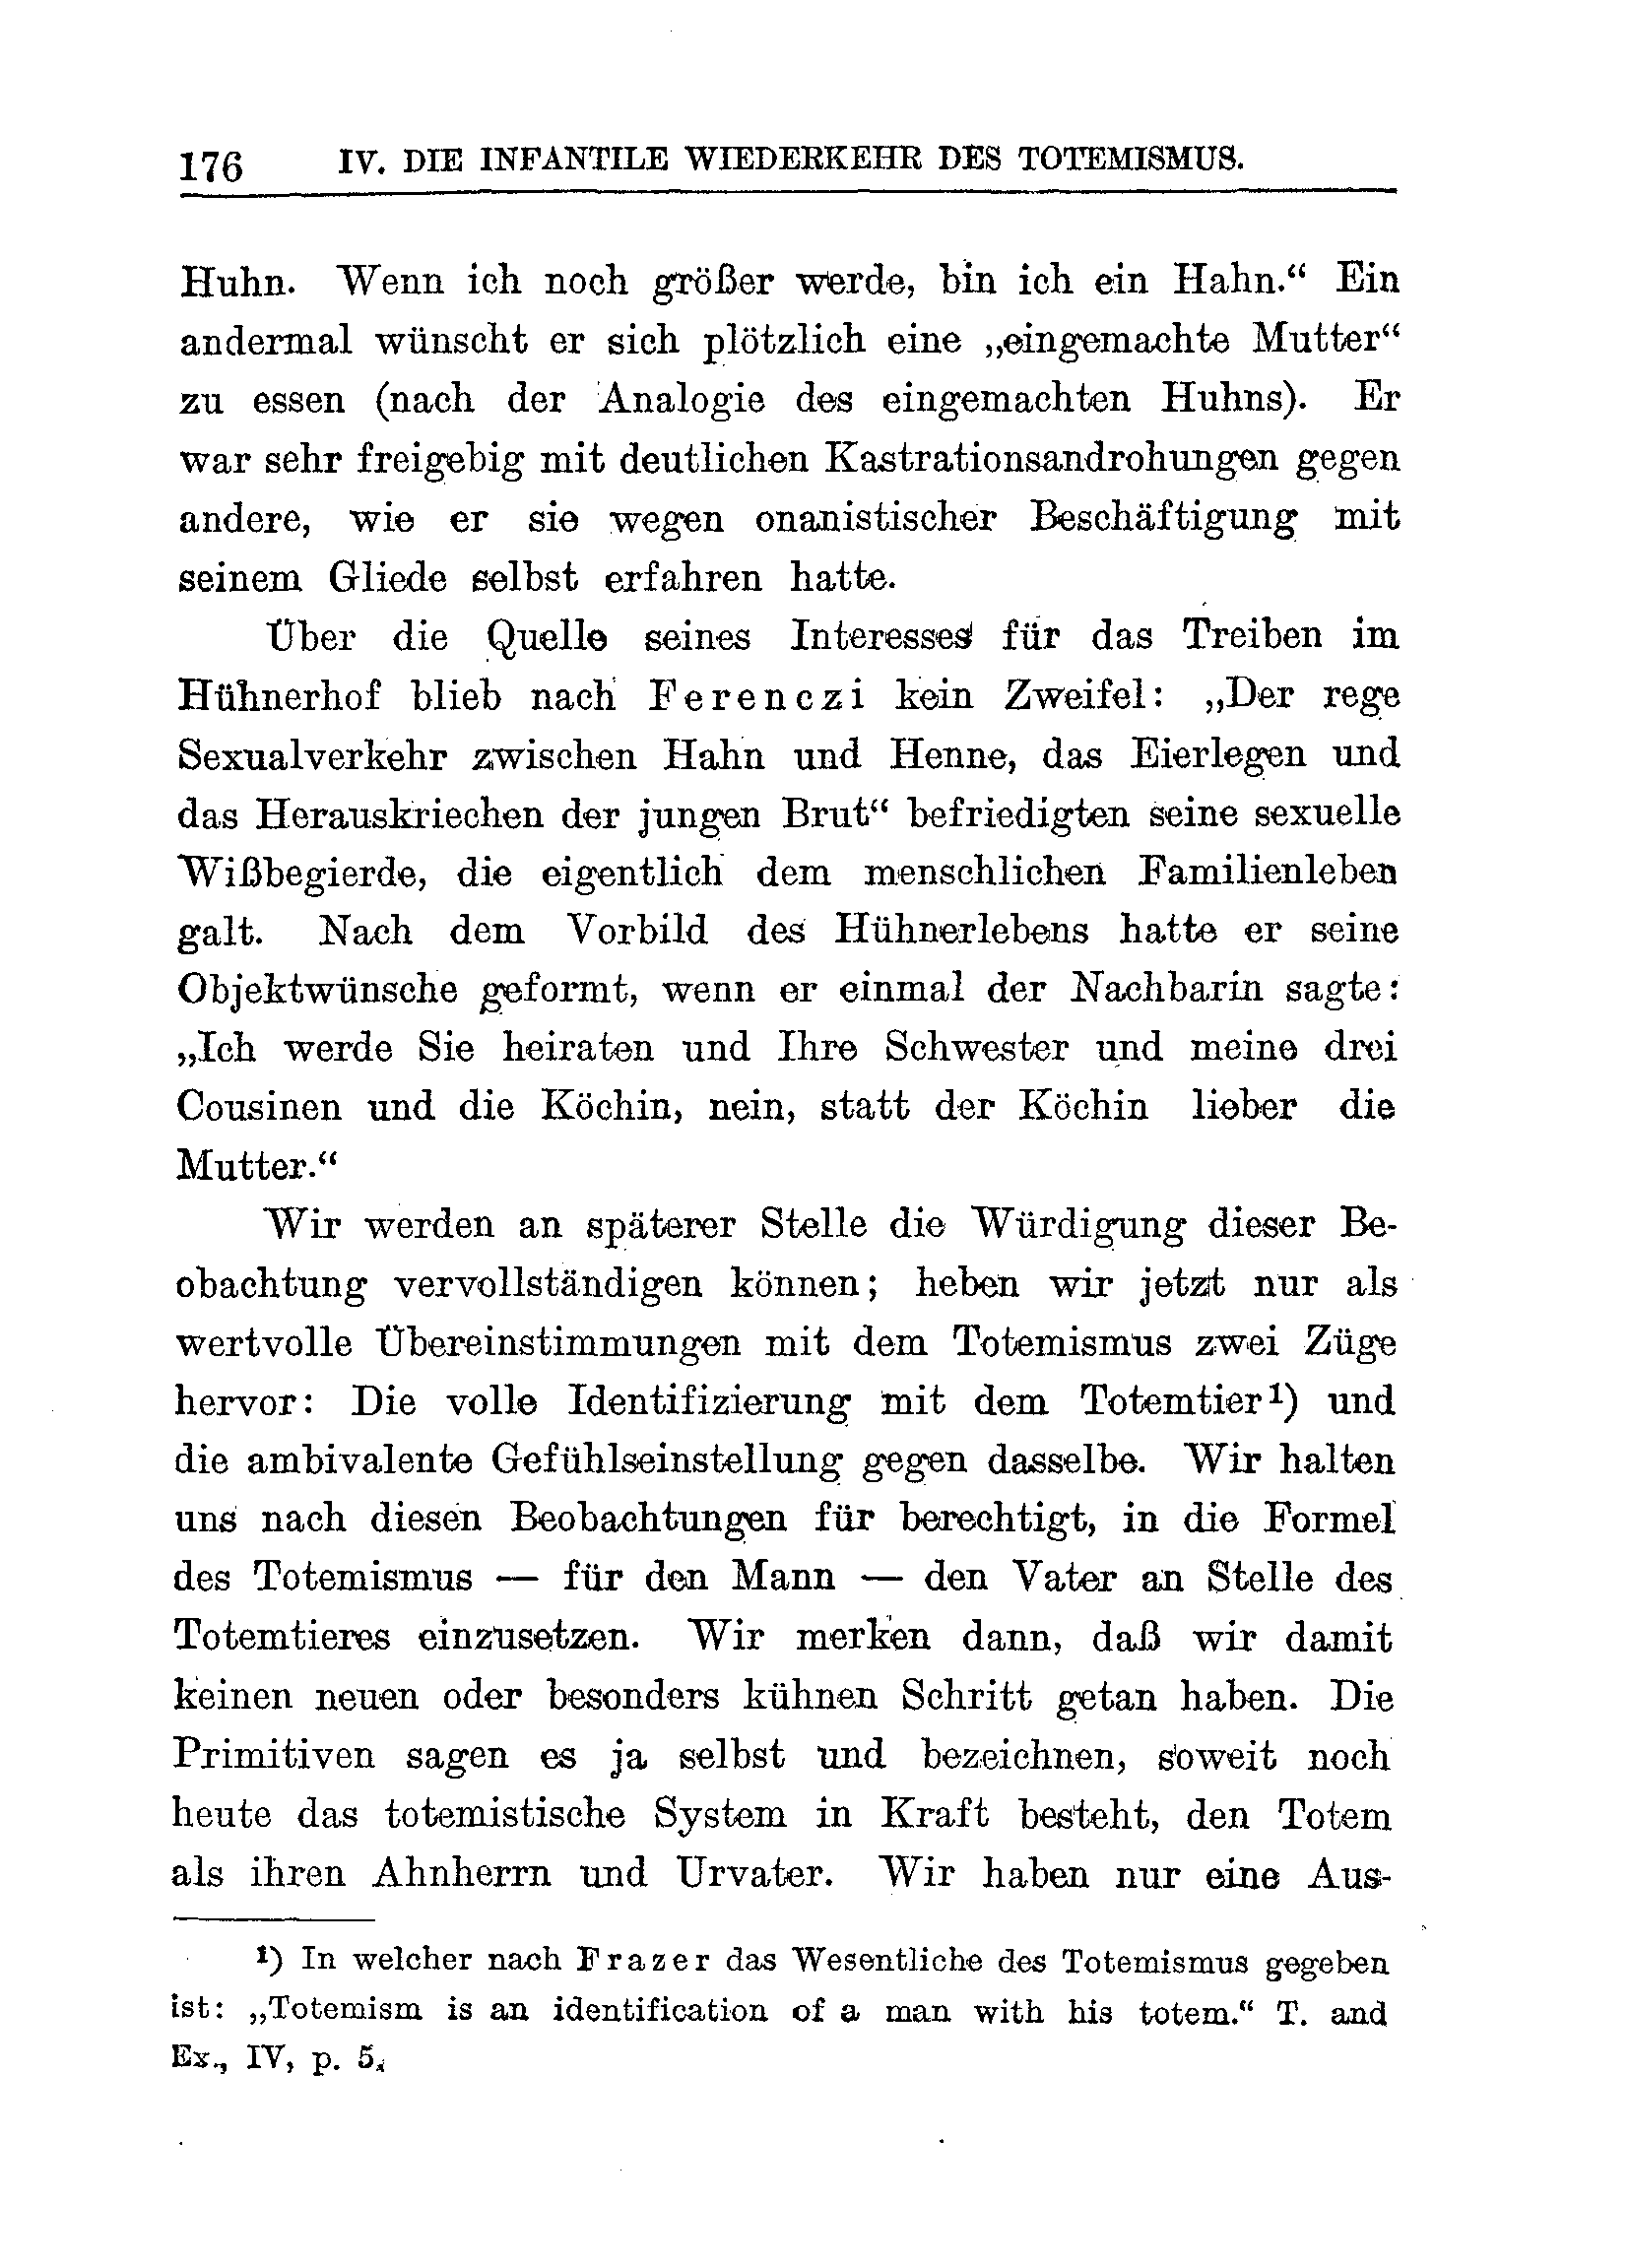 176 IV. DIE INFANTILE WIEDERKEHR DES TOTEMISMUS.
Huhn. Wenn ich noch größer werde, bin ich ein Hahn.“ Ein
andermal wünscht er sich plötzlich eine „eingemachte Mutter“
zu essen (nach der Analogie des eingemachten Huhns). Er
war sehr freigebig mit deutlichen Kastrationsandrohungen gegen
andere, wie er sie wegen onanistischer Beschäftigung mit
seinem Gliede selbst erfahren hatte.
Über die Quelle seines Interesses für das Treiben im
Hühnerhof blieb nach Ferenczi kein Zweifel: „Der rege
Sexualverkehr zwischen Hahn und Henne, das Eierlegen und
das Herauskriechen der jungen Brut“ befriedigten seine sexuelle
Wißbegierde, die eigentlich dem menschlichen Familienleben
galt. Nach dem Vorbild des Hühnerlebens hatte er seine
Objektwünsche geformt, wenn er einmal der Nachbarin sagte:
„Ich werde Sie heiraten und Ihre Schwester und meine drei
Cousinen und die Köchin, nein, statt der Köchin lieber die
Mutter.“
Wir werden an späterer Stelle die Würdigung dieser Be-
obachtung vervollständigen können; heben wir jetzt nur als
wertvolle Übereinstimmungen mit dem Totemismus zwei Züge
hervor: Die volle Identifizierung mit dem Totemtier¹) und
die ambivalente Gefühlseinstellung gegen dasselbe. Wir halten
uns nach diesen Beobachtungen für berechtigt, in die Formel
des Totemismus — für den Mann — den Vater an Stelle des
Totemtieres einzusetzen. Wir merken dann, daß wir damit
keinen neuen oder besonders kühnen Schritt getan haben. Die
Primitiven sagen es ja selbst und bezeichnen, soweit noch
heute das totemistische System in Kraft besteht, den Totem
als ihren Ahnherrn und Urvater. Wir haben nur eine Aus-
¹) In welcher nach Frazer das Wesentliche des Totemismus gegeben
ist: „Totemism is an identification of a man with his totem.“ T. and
Ex., IV, p. 5.